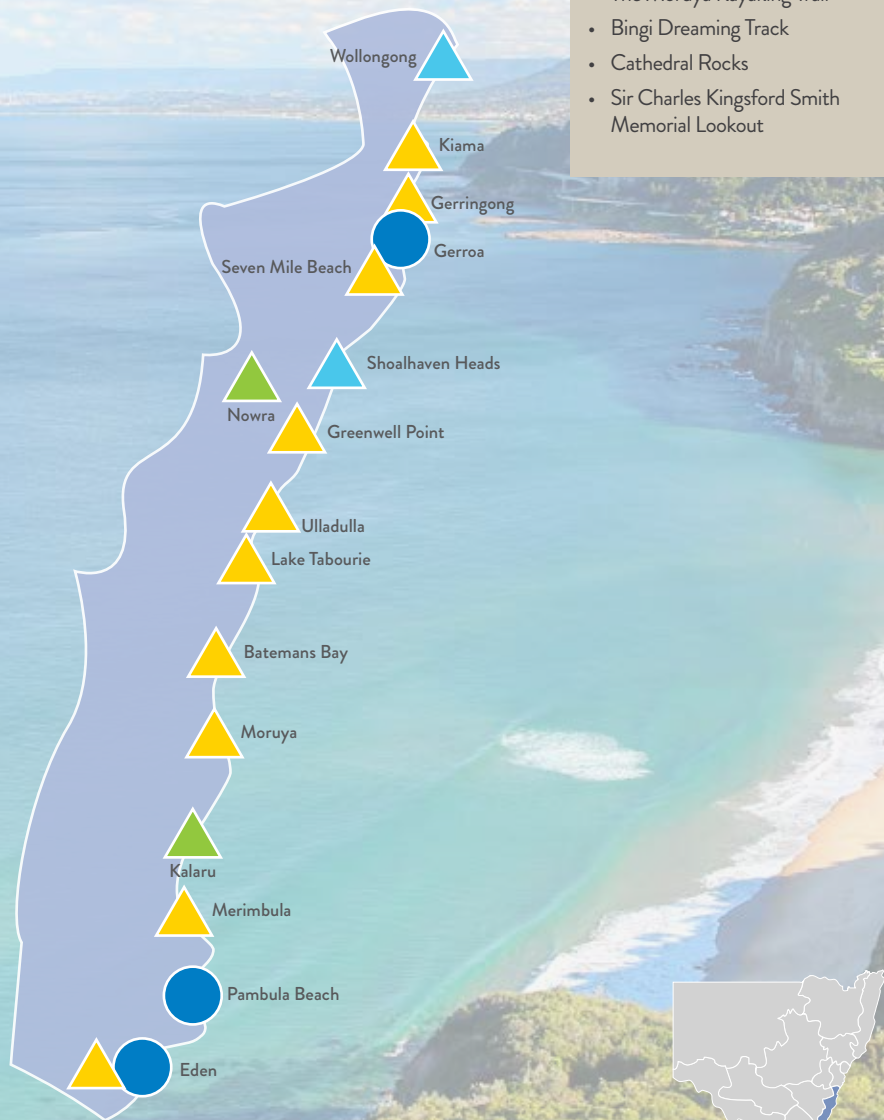 Bingi Dreaming Track
Cathedral Rocks
Sir Charles Kingsford Smith
Memorial Lookout
Wollongong
Kiama
Gerringong
Gerroa
Seven Mile Beach
Shoalhaven Heads
Nowra
Greenwell Point
Ulladulla
Lake Tabourie
Batemans Bay
Moruya
Kalaru
Merimbula
Pambula Beach
Eden